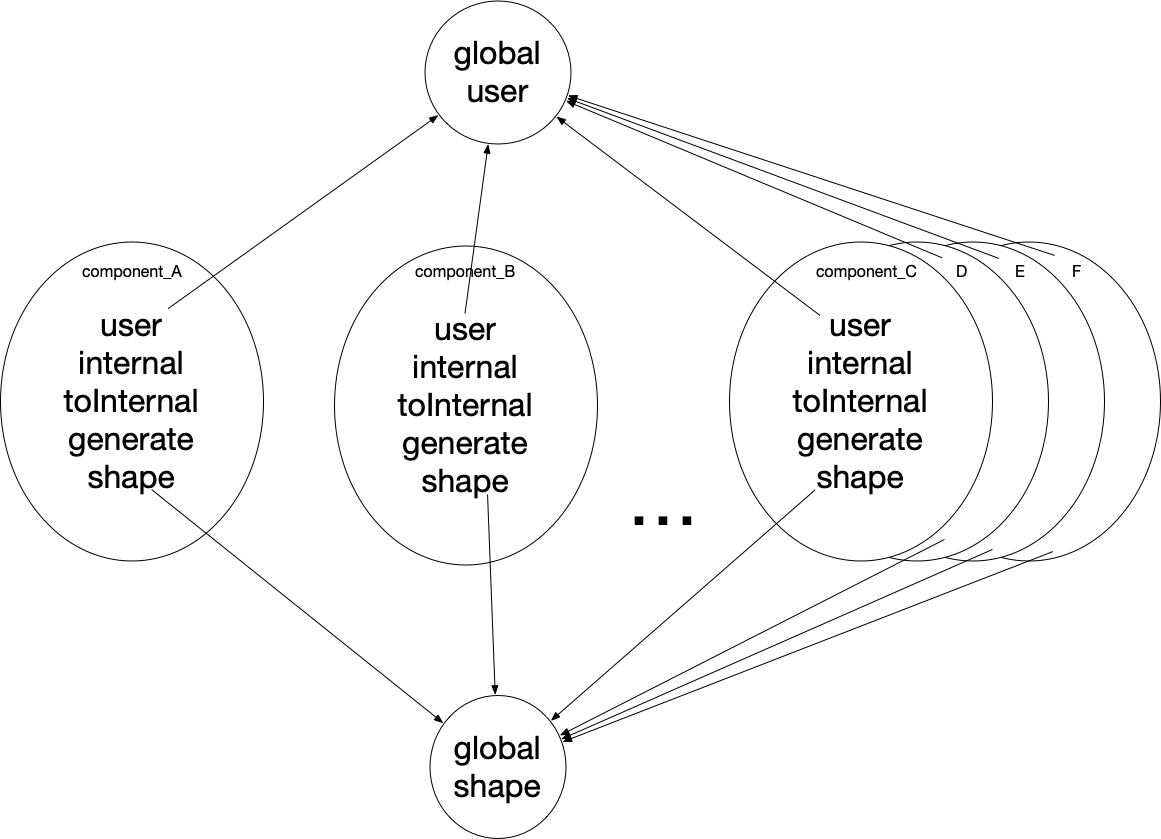 global
user
component_A
user
internal
toInternal
generate
shape
component_B
user
internal
toInternal
generate
shape
...
component_C
user
internal
toInternal
generate
shape
D
E
F
global
shape